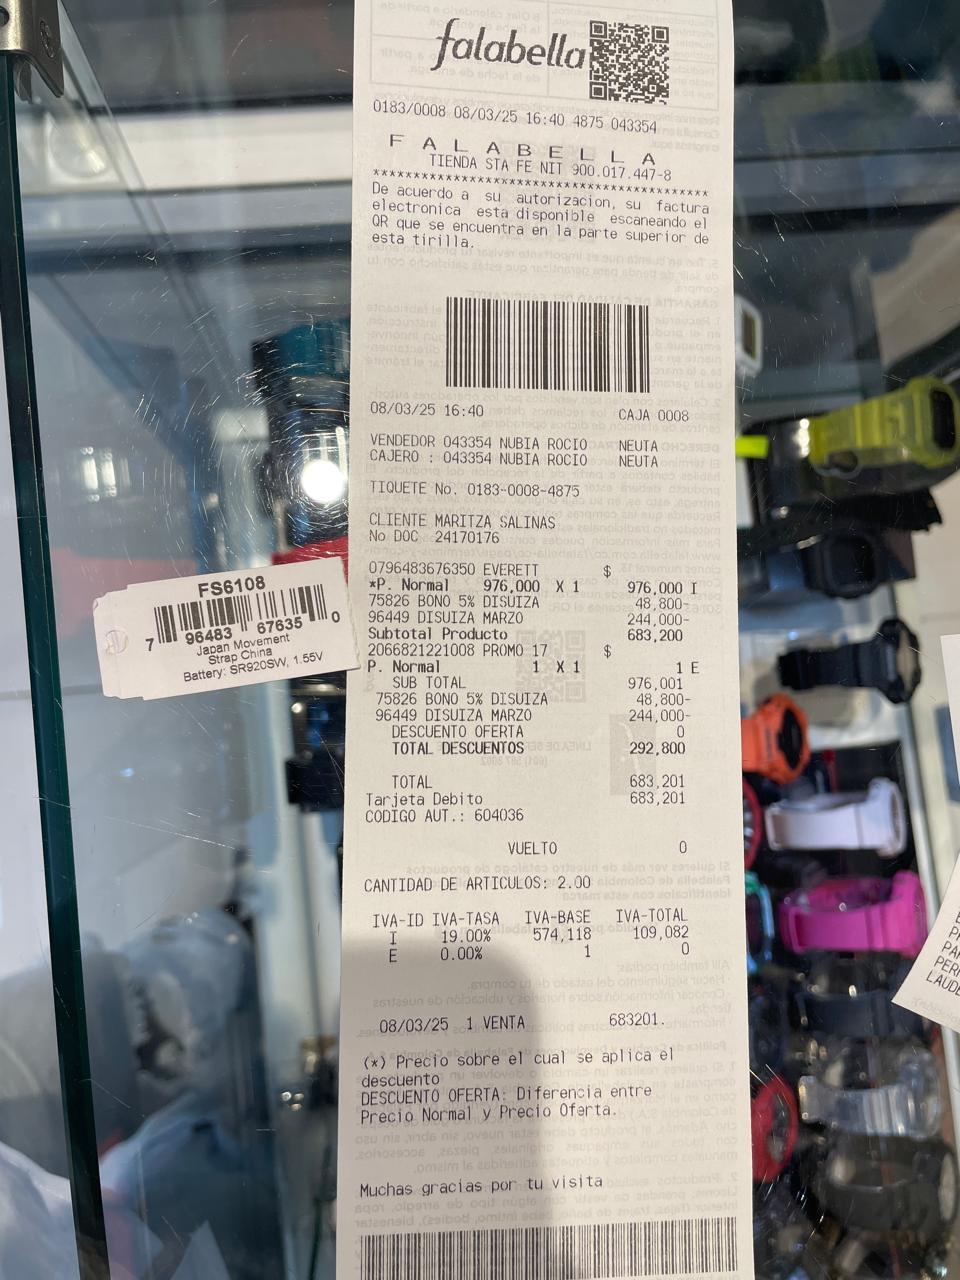 falabella
0183/0008 08/03/25 16:40 4875 043354
F A L A B E L L A
TIENDA STA FE NIT 900.017.447-8
******************************************
De acuerdo a su autorizacion, su factura
electronica esta disponible escaneando el
QR que se encuentra en la parte superior de
esta tirilla.
08/03/25 16:40 CAJA 0008
VENDEDOR 043354 NUBIA ROCIO NEUTA
CAJERO : 043354 NUBIA ROCIO NEUTA
TIQUETE No. 0183-0008-4875
CLIENTE MARITZA SALINAS
No DOC 24170176
0796483676350 EVERETT $
*P. Normal 976,000 X 1 976,000 I
75826 BONO 5% DISUIZA 48,800-
96449 DISUIZA MARZO 244,000-
Subtotal Producto 683,200
2066821221008 PROMO 17 $
P. Normal 1 X 1 1 E
SUB TOTAL 976,001
75826 BONO 5% DISUIZA 48,800-
96449 DISUIZA MARZO 244,000-
DESCUENTO OFERTA 0
TOTAL DESCUENTOS 292,800
TOTAL 683,201
Tarjeta Debito 683,201
CODIGO AUT.: 604036
VUELTO 0
CANTIDAD DE ARTICULOS: 2.00
IVA-ID IVA-TASA IVA-BASE IVA-TOTAL
I 19.00% 574,118 109,082
E 0.00% 1 0
08/03/25 1 VENTA 683201.
(*) Precio sobre el cual se aplica el
descuento
DESCUENTO OFERTA: Diferencia entre
Precio Normal y Precio Oferta.
Muchas gracias por tu visita
FS6108
7 96483 67635 0
Japan Movement
Strap China
Battery: SR920SW, 1.55V